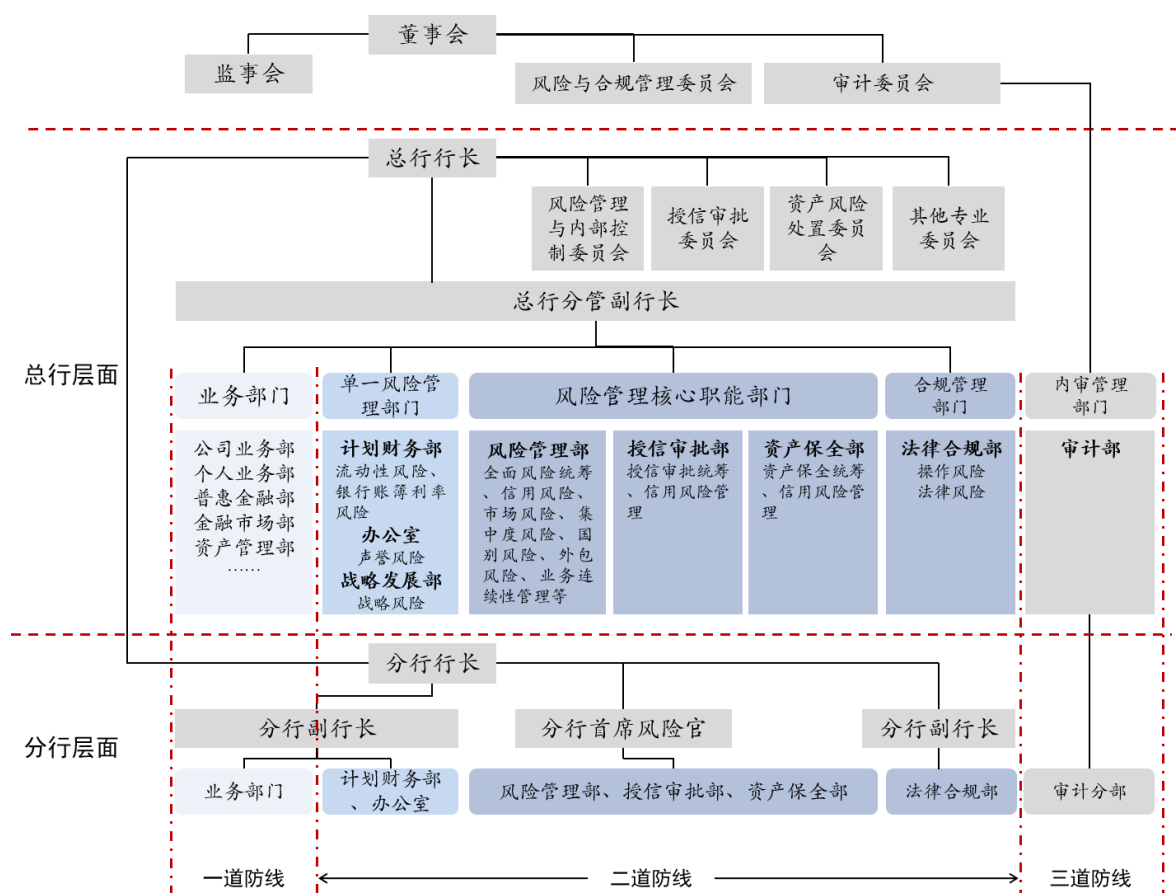 董事会
监事会
风险与合规管理委员会
审计委员会
总行行长
风险管理
与内部控
制委员会
授信审批
委员会
资产风险
处置委员
会
其他专业
委员会
总行分管副行长
总行层面
业务部门
单一风险管
理部门
风险管理核心职能部门
合规管理
部门
内审管理
部门
公司业务部
个人业务部
普惠金融部
金融市场部
资产管理部
……
计划财务部
流动性风险、
银行账簿利率
风险
办公室
声誉风险
战略发展部
战略风险
风险管理部
全面风险统筹
、信用风险、
市场风险、集
中度风险、国
别风险、外包
风险、业务连
续性管理等
授信审批部
授信审批统筹
、信用风险管
理
资产保全部
资产保全统筹
、信用风险管
理
法律合规部
操作风险
法律风险
审计部
分行行长
分行层面
分行副行长
分行首席风险官
分行副行长
业务部门
计划财务部
、办公室
风险管理部、授信审批部、资产保全部
法律合规部
审计分部
一道防线
二道防线
三道防线